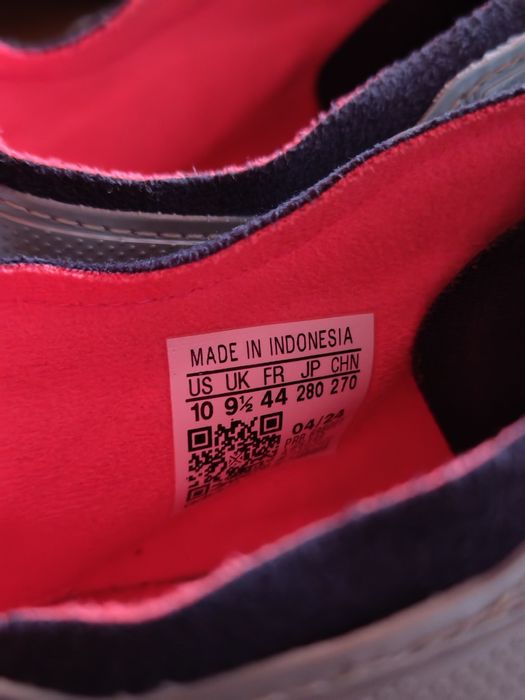 MADE IN INDONESIA
US UK FR JP CHN
10 9½ 44 280 270
04/24